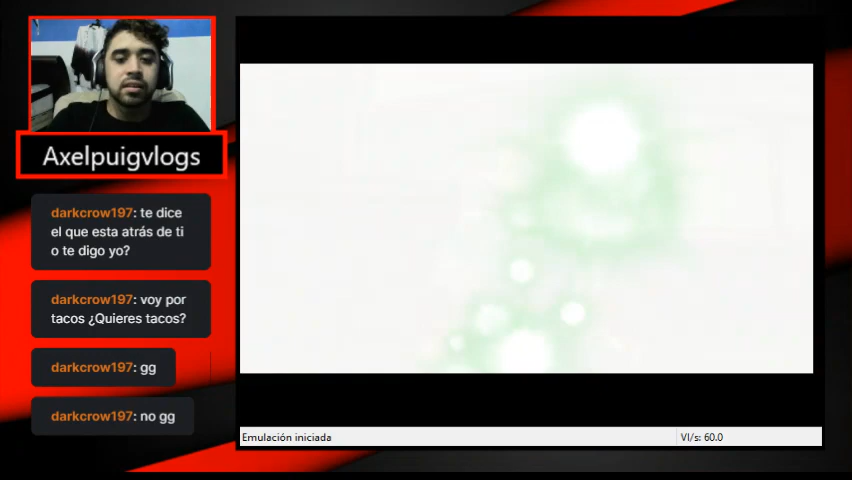 Axelpuigvlogs
darkcrow197: te dice
el que esta atrás de ti
o te digo yo?
darkcrow197: voy por
tacos ¿Quieres tacos?
darkcrow197: gg
darkcrow197: no gg
Emulación iniciada
VI/s: 60.0